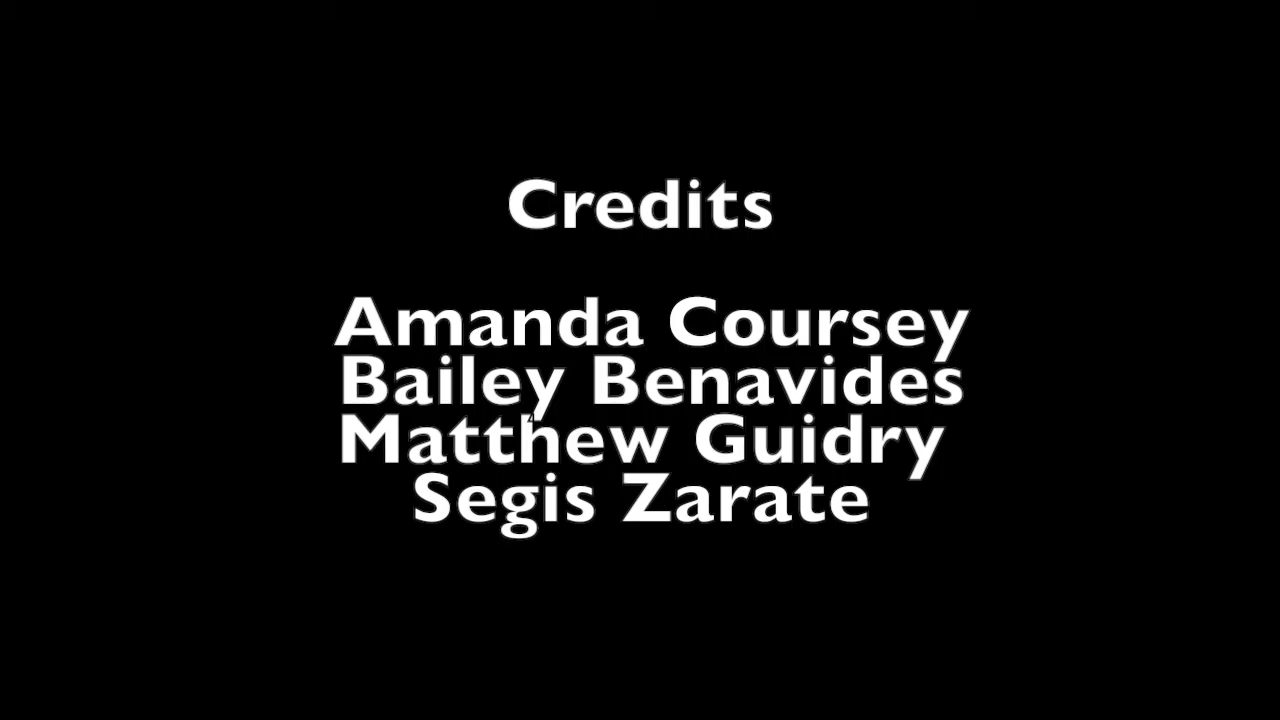 Credits
Amanda Coursey
Bailey Benavides
Matthew Guidry
Segis Zarate